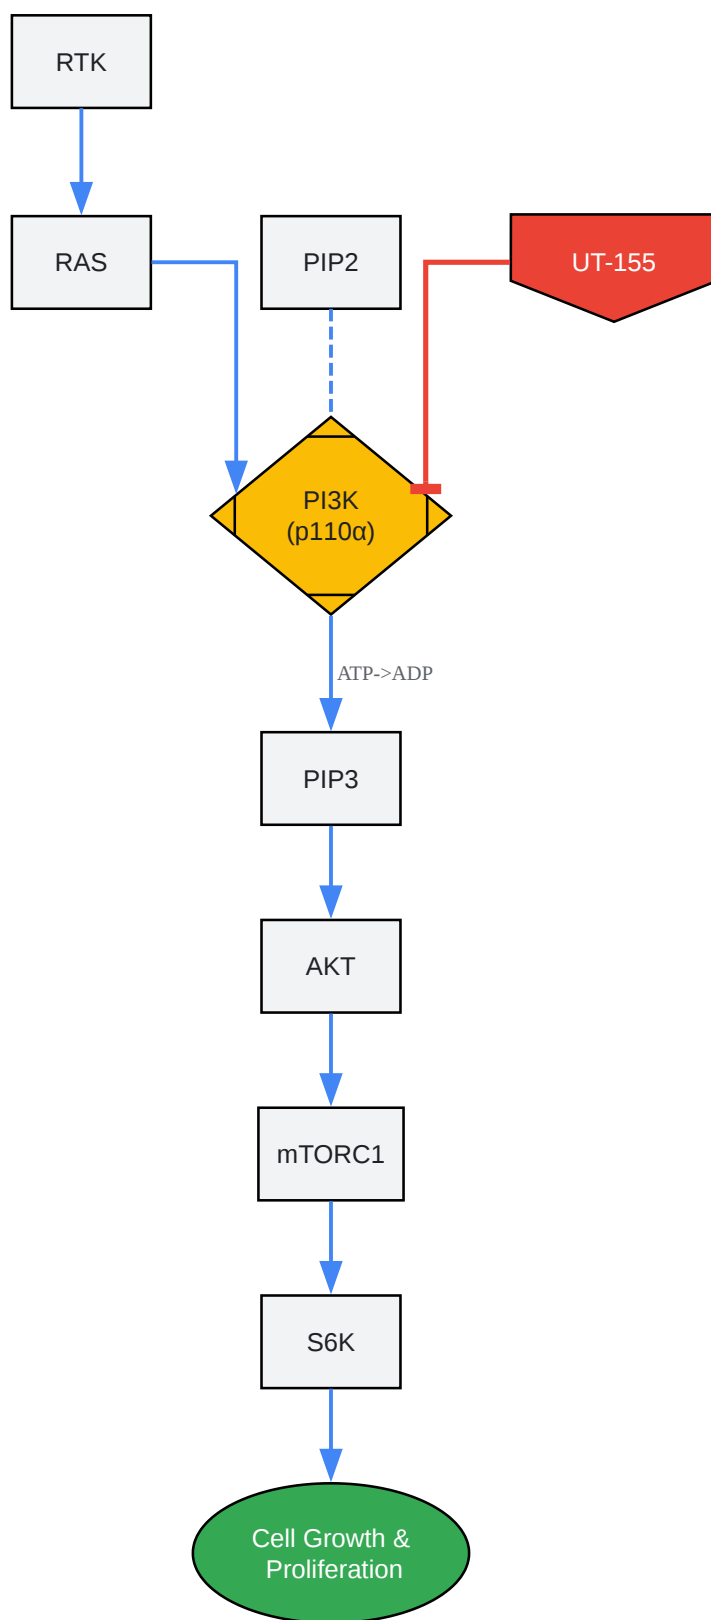 RTK
RAS
PIP2
UT-155
PI3K
(p110α)
ATP->ADP
PIP3
AKT
mTORC1
S6K
Cell Growth &
Proliferation